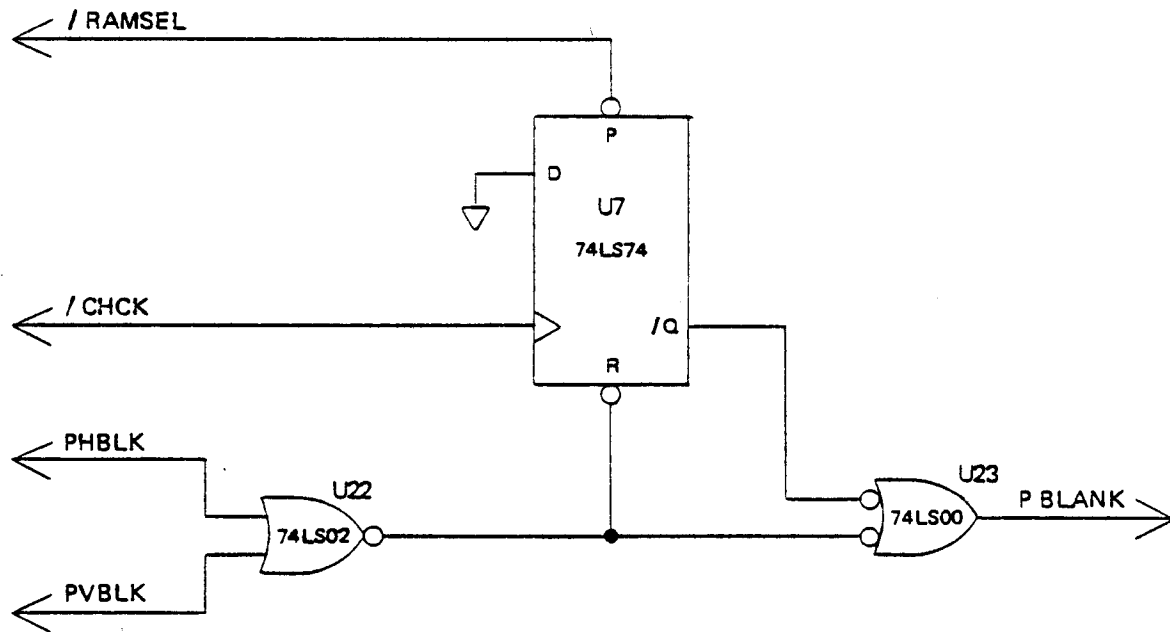 / RAMSEL
P
D
U7
74LS74
/ CHCK
/Q
R
PHBLK
U22
74LS02
PVBLK
U23
74LS00
P BLANK